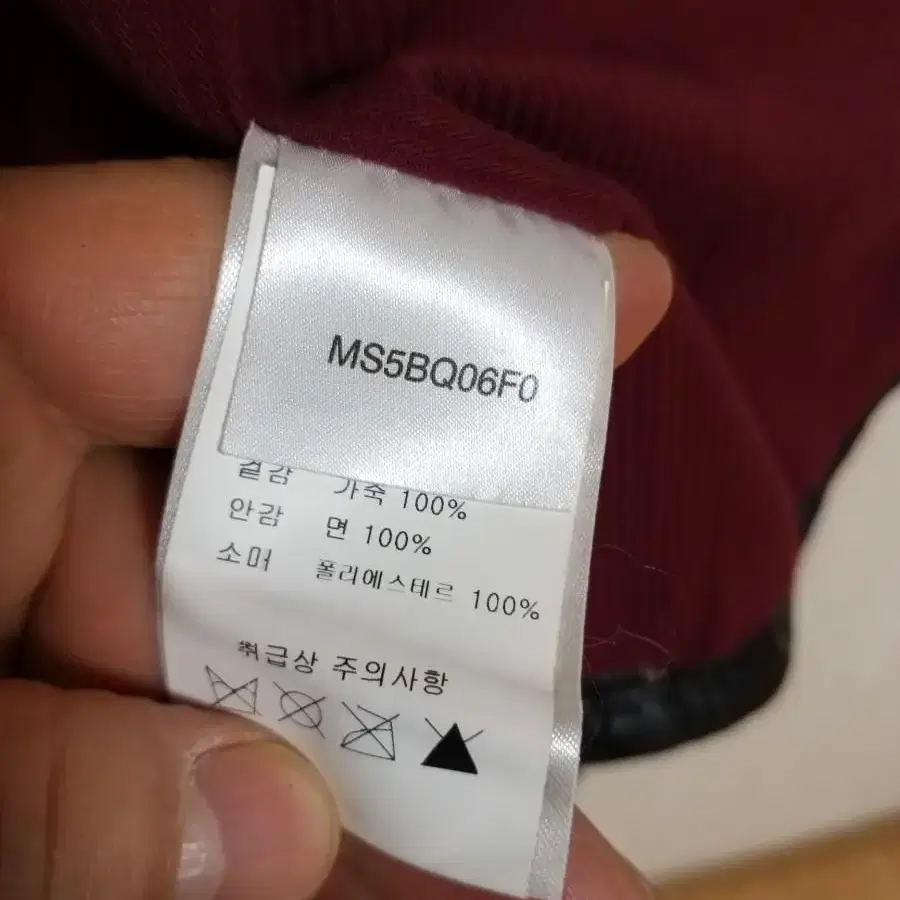 MS5BQ06F0
겉감 가죽 100%
안감 면 100%
소매 폴리에스테르 100%
취급상 주의사항